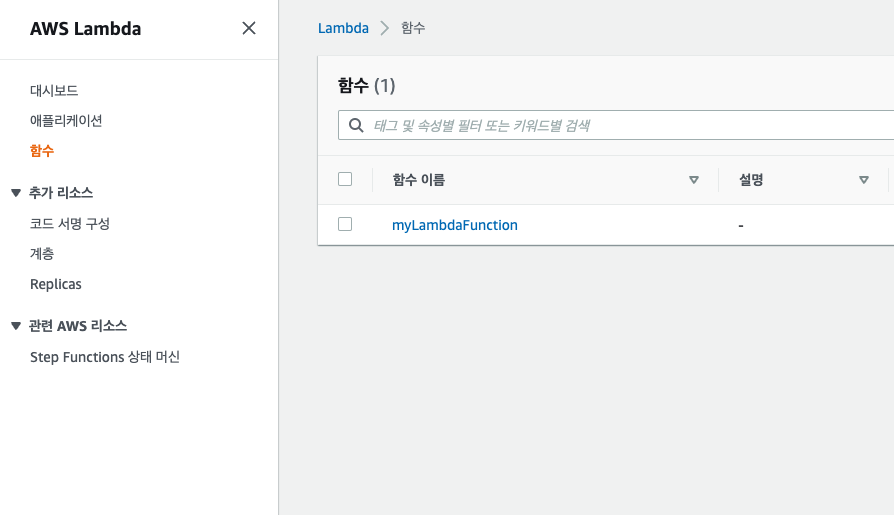 AWS Lambda
대시보드
애플리케이션
함수
추가 리소스
코드 서명 구성
계층
Replicas
관련 AWS 리소스
Step Functions 상태 머신
Lambda > 함수
함수 (1)
태그 및 속성별 필터 또는 키워드별 검색
함수 이름 설명
myLambdaFunction -